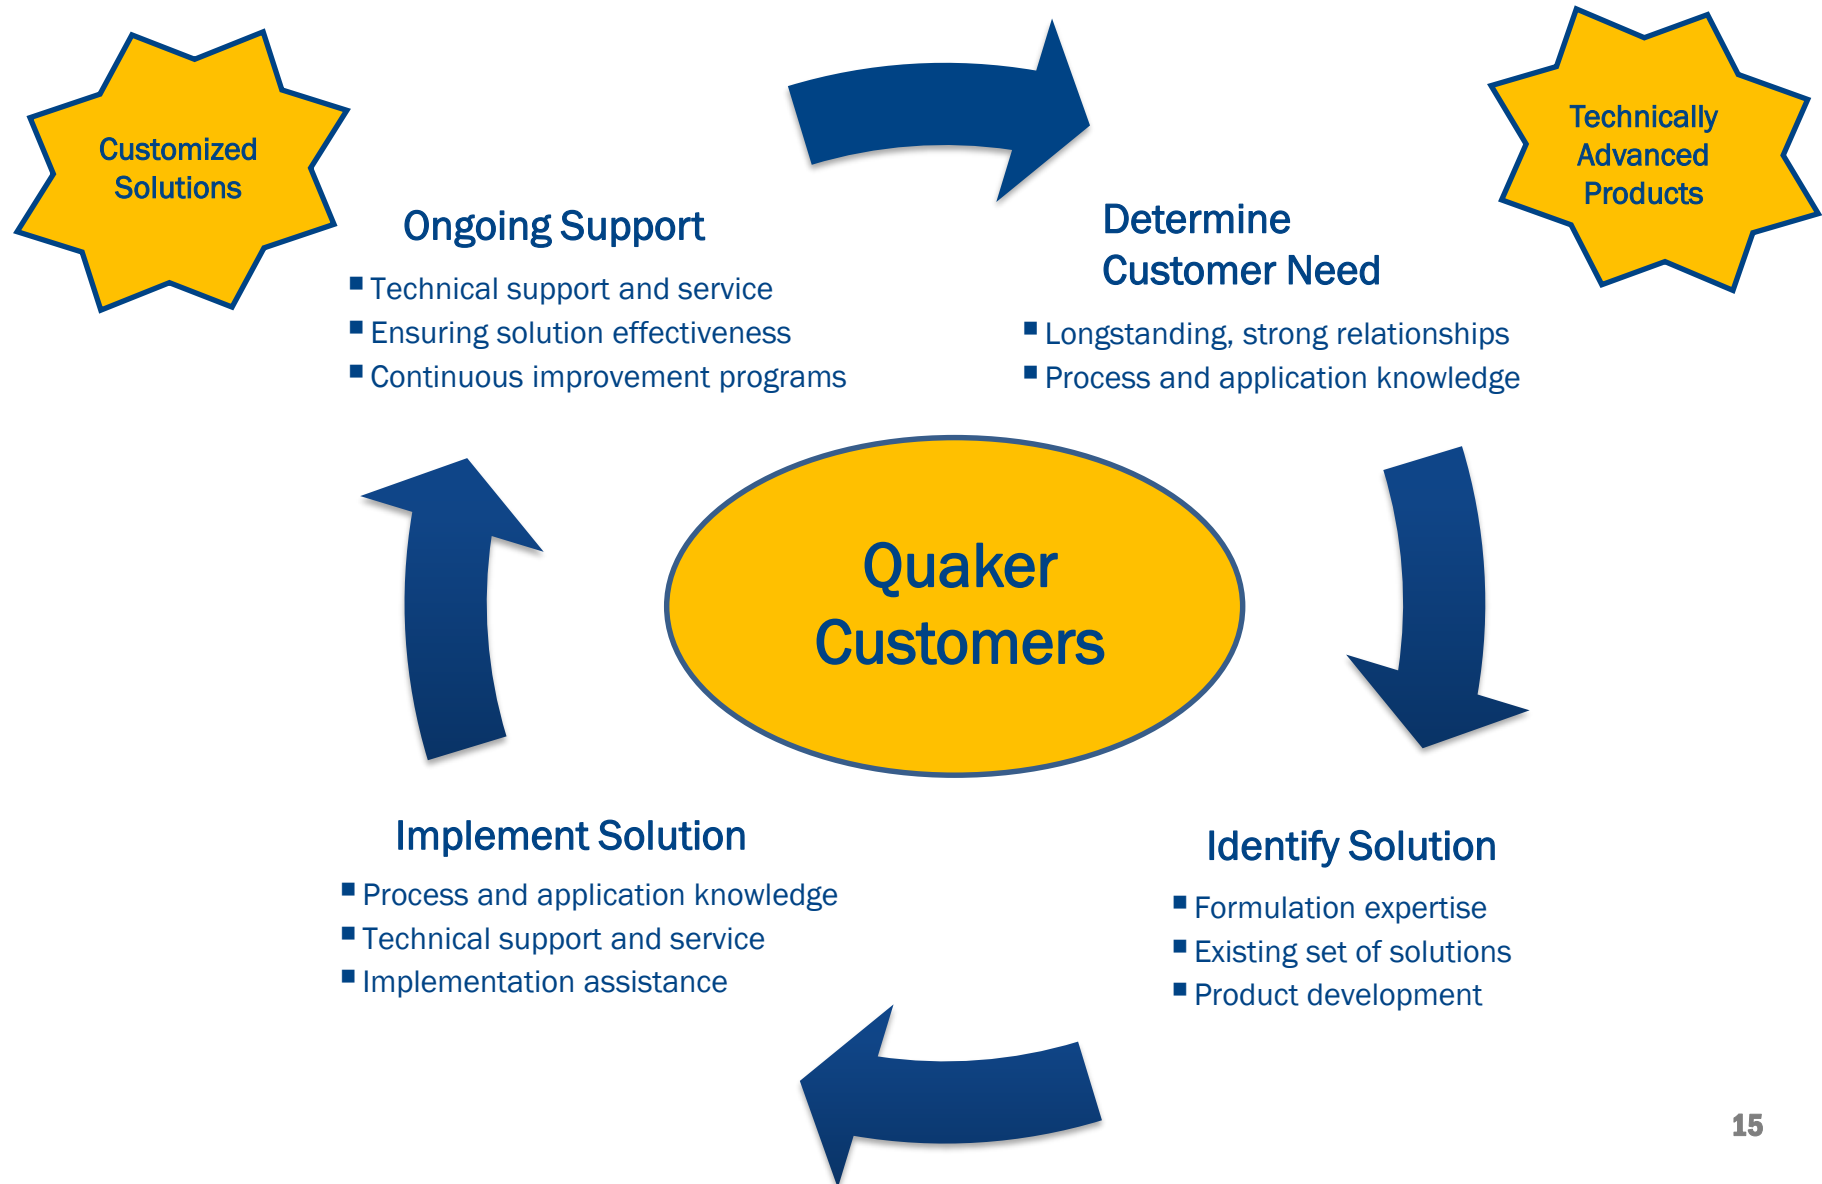 Customized
Solutions
Technically
Advanced
Products
Ongoing Support
▪ Technical support and service
▪ Ensuring solution effectiveness
▪ Continuous improvement programs
Determine
Customer Need
▪ Longstanding, strong relationships
▪ Process and application knowledge
Quaker
Customers
Implement Solution
▪ Process and application knowledge
▪ Technical support and service
▪ Implementation assistance
Identify Solution
▪ Formulation expertise
▪ Existing set of solutions
▪ Product development
15